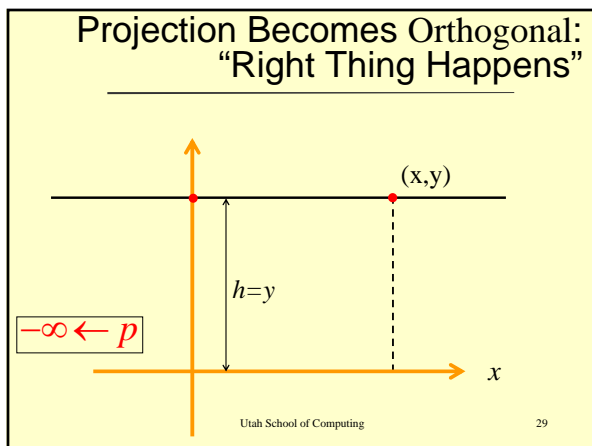 Projection Becomes Orthogonal:
“Right Thing Happens”
(x,y)
h=y
−∞ ← p
x
Utah School of Computing 29